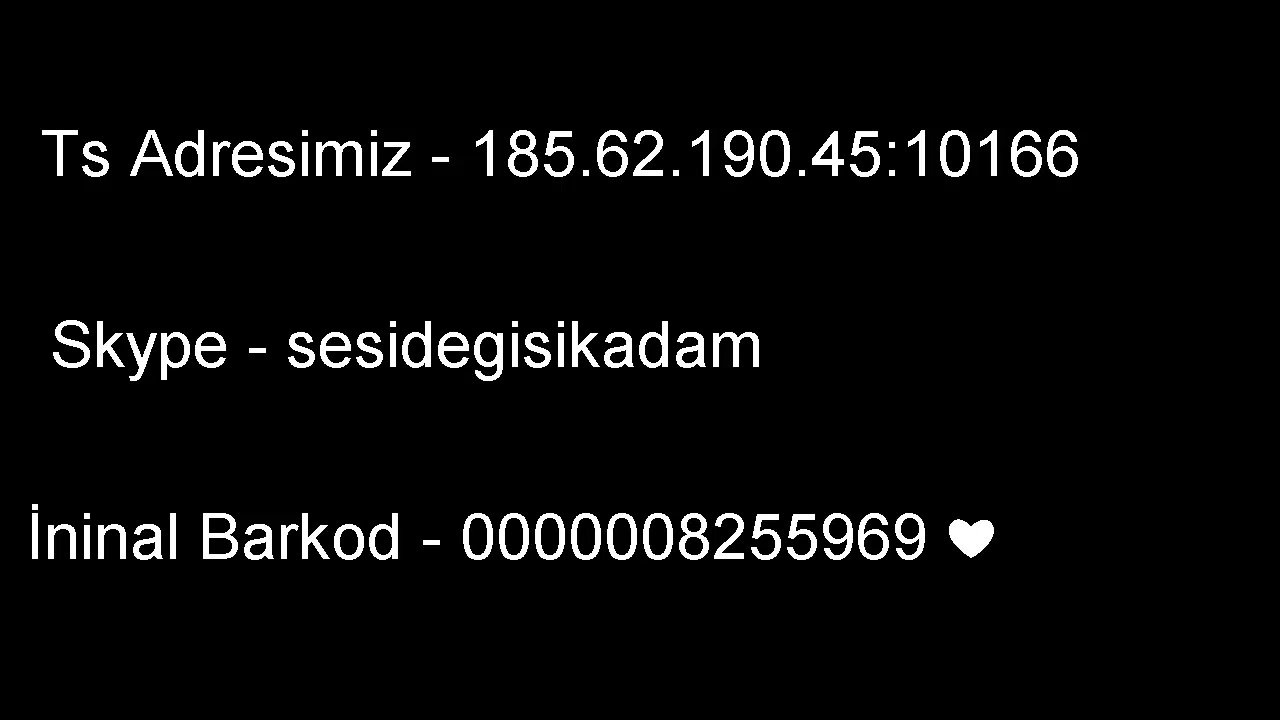 Ts Adresimiz - 185.62.190.45:10166
Skype - sesidegisikadam
İninal Barkod - 0000008255969 ♥